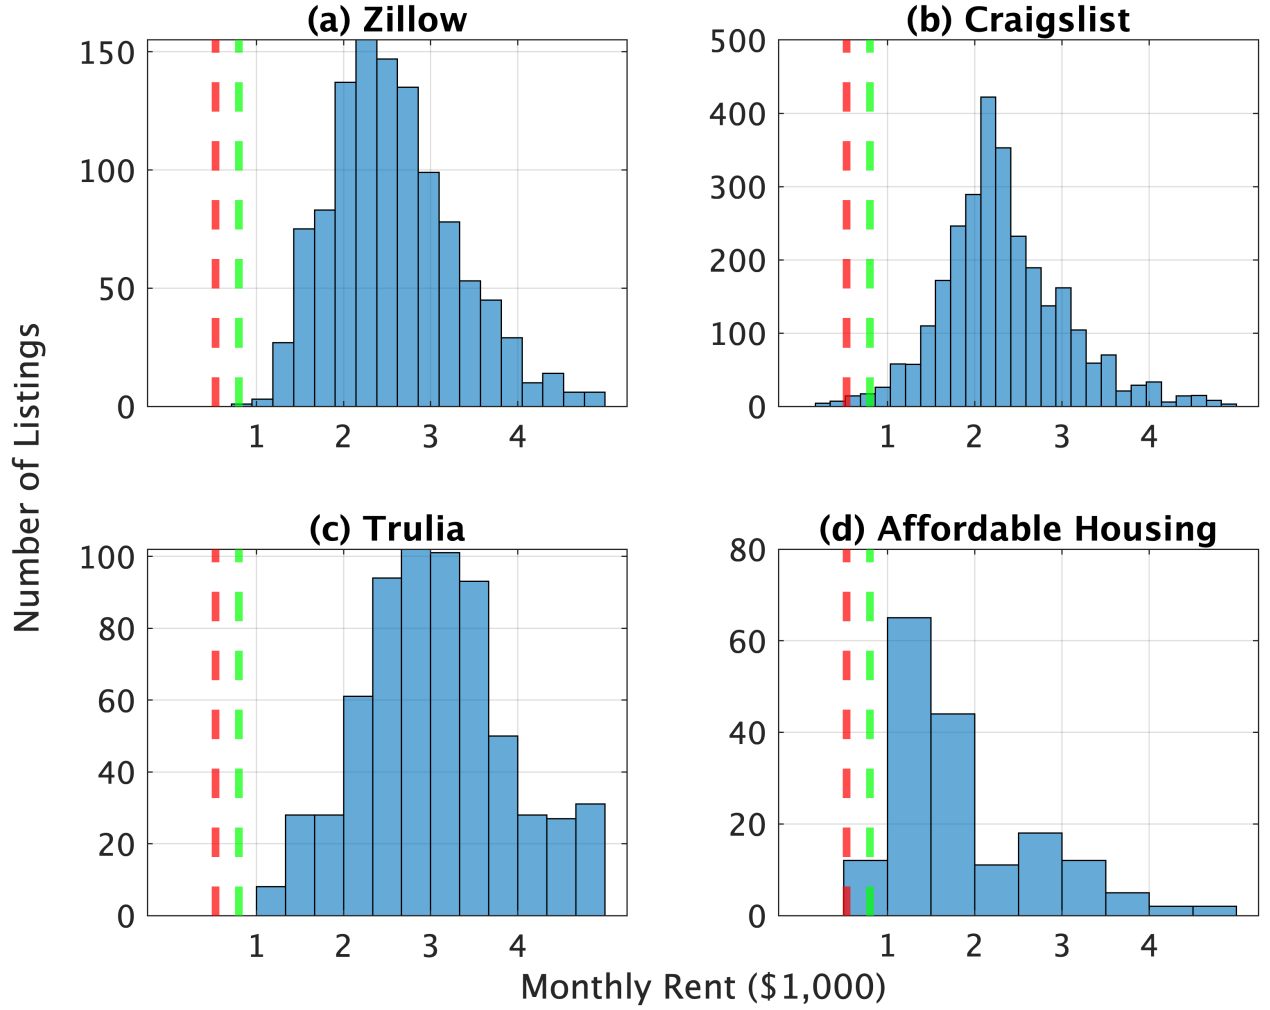 (a) Zillow
150
100
50
0
1 2 3 4
(b) Craigslist
500
400
300
200
100
0
1 2 3 4
Number of Listings
(c) Trulia
100
80
60
40
20
0
1 2 3 4
(d) Affordable Housing
80
60
40
20
0
1 2 3 4
Monthly Rent ($1,000)